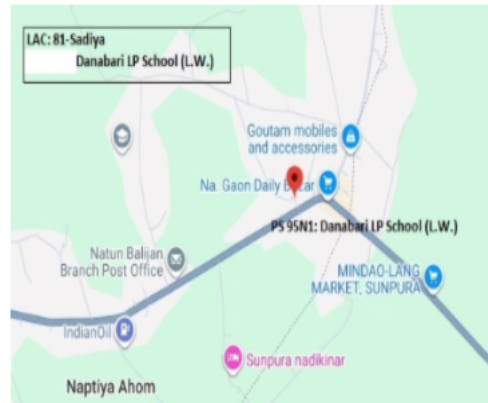 LAC: 81-Sadiya
Danabari LP School (L.W.)
Goutam mobiles
and accessories
Na. Gaon Daily Bazar
PS 95N1: Danabari LP School (L.W.)
Natun Balijan
Branch Post Office
MINDAO-LANG
MARKET, SUNPURA
IndianOil
Sunpura nadikinar
Naptiya Ahom